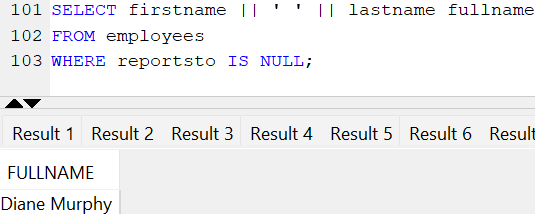 101 SELECT firstname || ' ' || lastname fullname
102 FROM employees
103 WHERE reportsto IS NULL;
Result 1 Result 2 Result 3 Result 4 Result 5 Result 6 Result
FULLNAME
Diane Murphy